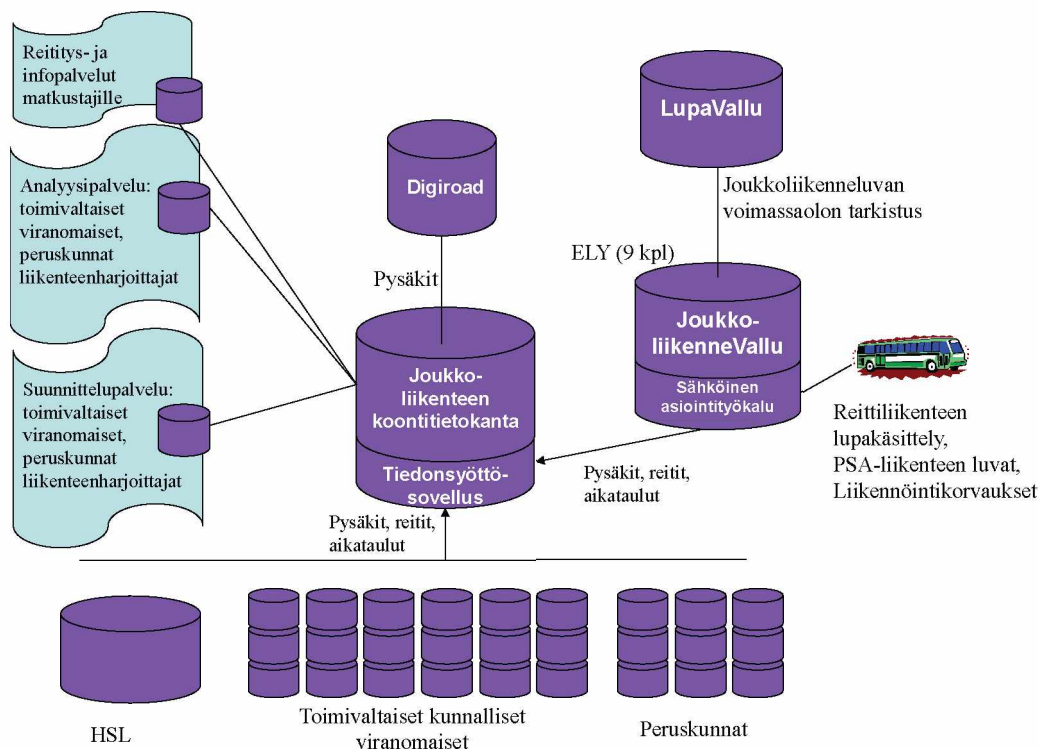 Reititys- ja
infopalvelut
matkustajille
Analyysipalvelu:
toimivaltaiset
viranomaiset,
peruskunnat
liikenteenharjoittajat
Suunnittelupalvelu:
toimivaltaiset
viranomaiset,
peruskunnat
liikenteenharjoittajat
Digiroad
Pysäkit
Joukko-
liikenteen
koontitietokanta
Tiedonsyöttö-
sovellus
LupaVallu
Joukkoliikenneluvan
voimassaolon tarkistus
ELY (9 kpl)
Joukko-
liikenneVallu
Sähköinen
asiointityökalu
Reittiliikenteen
lupakäsittely,
PSA-liikenteen luvat,
Liikennöintikorvaukset
Pysäkit, reitit,
aikataulut
Pysäkit, reitit,
aikataulut
HSL
Toimivaltaiset kunnalliset
viranomaiset
Peruskunnat